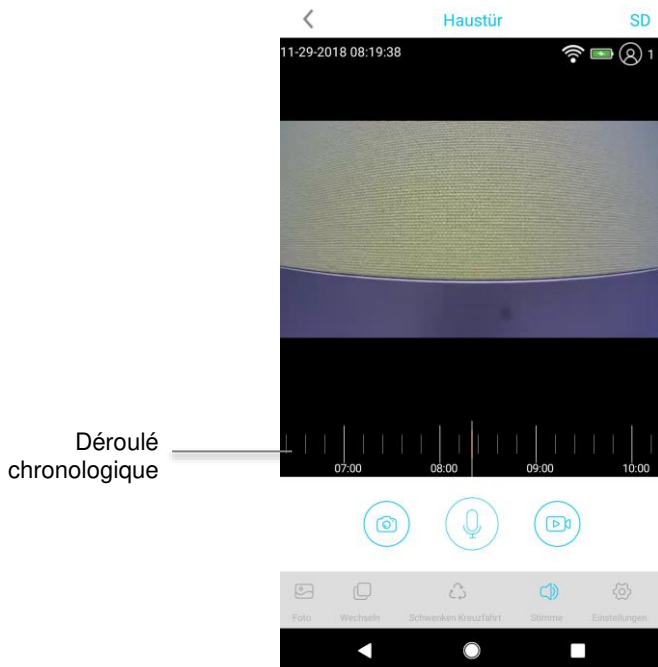 Haustür SD
11-29-2018 08:19:38 1
Déroulé
chronologique
07:00 08:00 09:00 10:00
Foto Wechseln Schwenken Kreuzfahrt Stimme Einstellungen